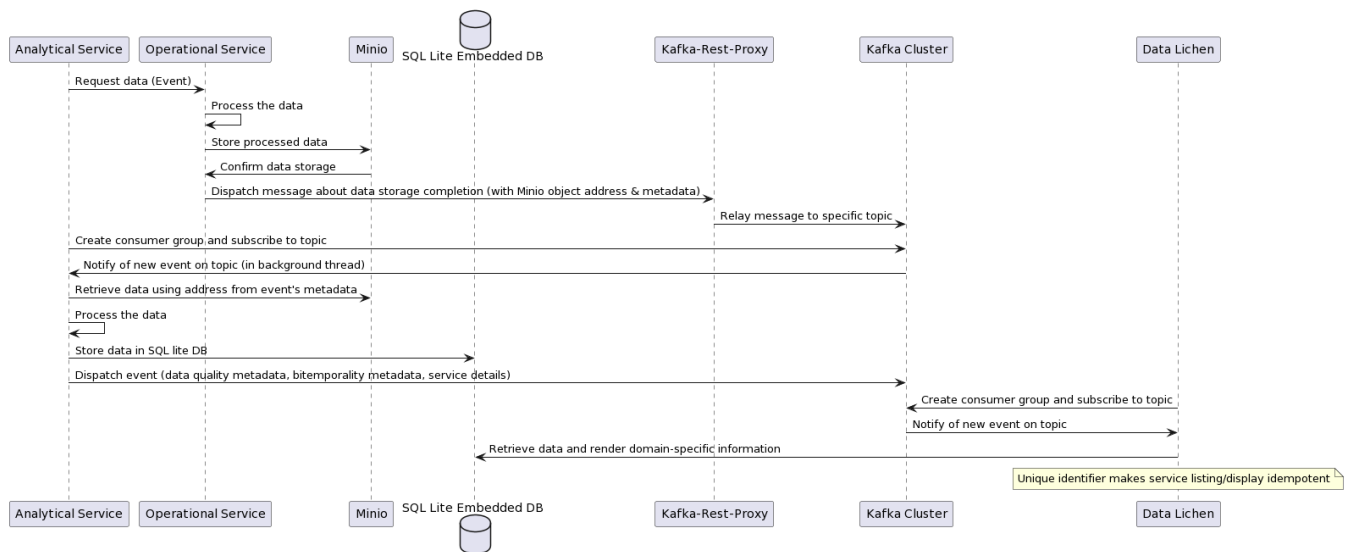 SQL Lite Embedded DB
Analytical Service
Operational Service
Minio
Kafka-Rest-Proxy
Kafka Cluster
Data Lichen
Request data (Event)
Process the data
Store processed data
Confirm data storage
Dispatch message about data storage completion (with Minio object address & metadata)
Relay message to specific topic
Create consumer group and subscribe to topic
Notify of new event on topic (in background thread)
Retrieve data using address from event's metadata
Process the data
Store data in SQL lite DB
Dispatch event (data quality metadata, bitemporality metadata, service details)
Create consumer group and subscribe to topic
Notify of new event on topic
Retrieve data and render domain-specific information
Unique identifier makes service listing/display idempotent
Analytical Service
Operational Service
Minio
SQL Lite Embedded DB
Kafka-Rest-Proxy
Kafka Cluster
Data Lichen